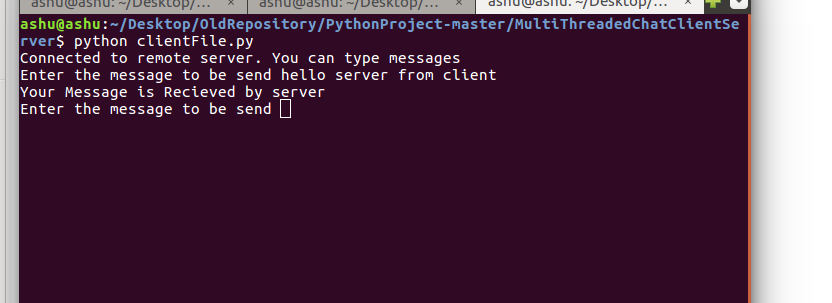 ashu@ashu: ~/Desktop/... × ashu@ashu: ~/Desktop/... × ashu@ashu: ~/Desktop/... ×
ashu@ashu:~/Desktop/OldRepository/PythonProject-master/MultiThreadedChatClientSe
rver$ python clientFile.py
Connected to remote server. You can type messages
Enter the message to be send hello server from client
Your Message is Recieved by server
Enter the message to be send